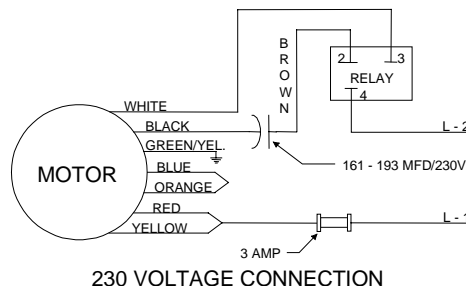 BROWN
2
3
RELAY
4
WHITE
BLACK
L - 2
GREEN/YEL.
161 - 193 MFD/230V
BLUE
MOTOR
ORANGE
RED
L - 1
YELLOW
3 AMP
230 VOLTAGE CONNECTION